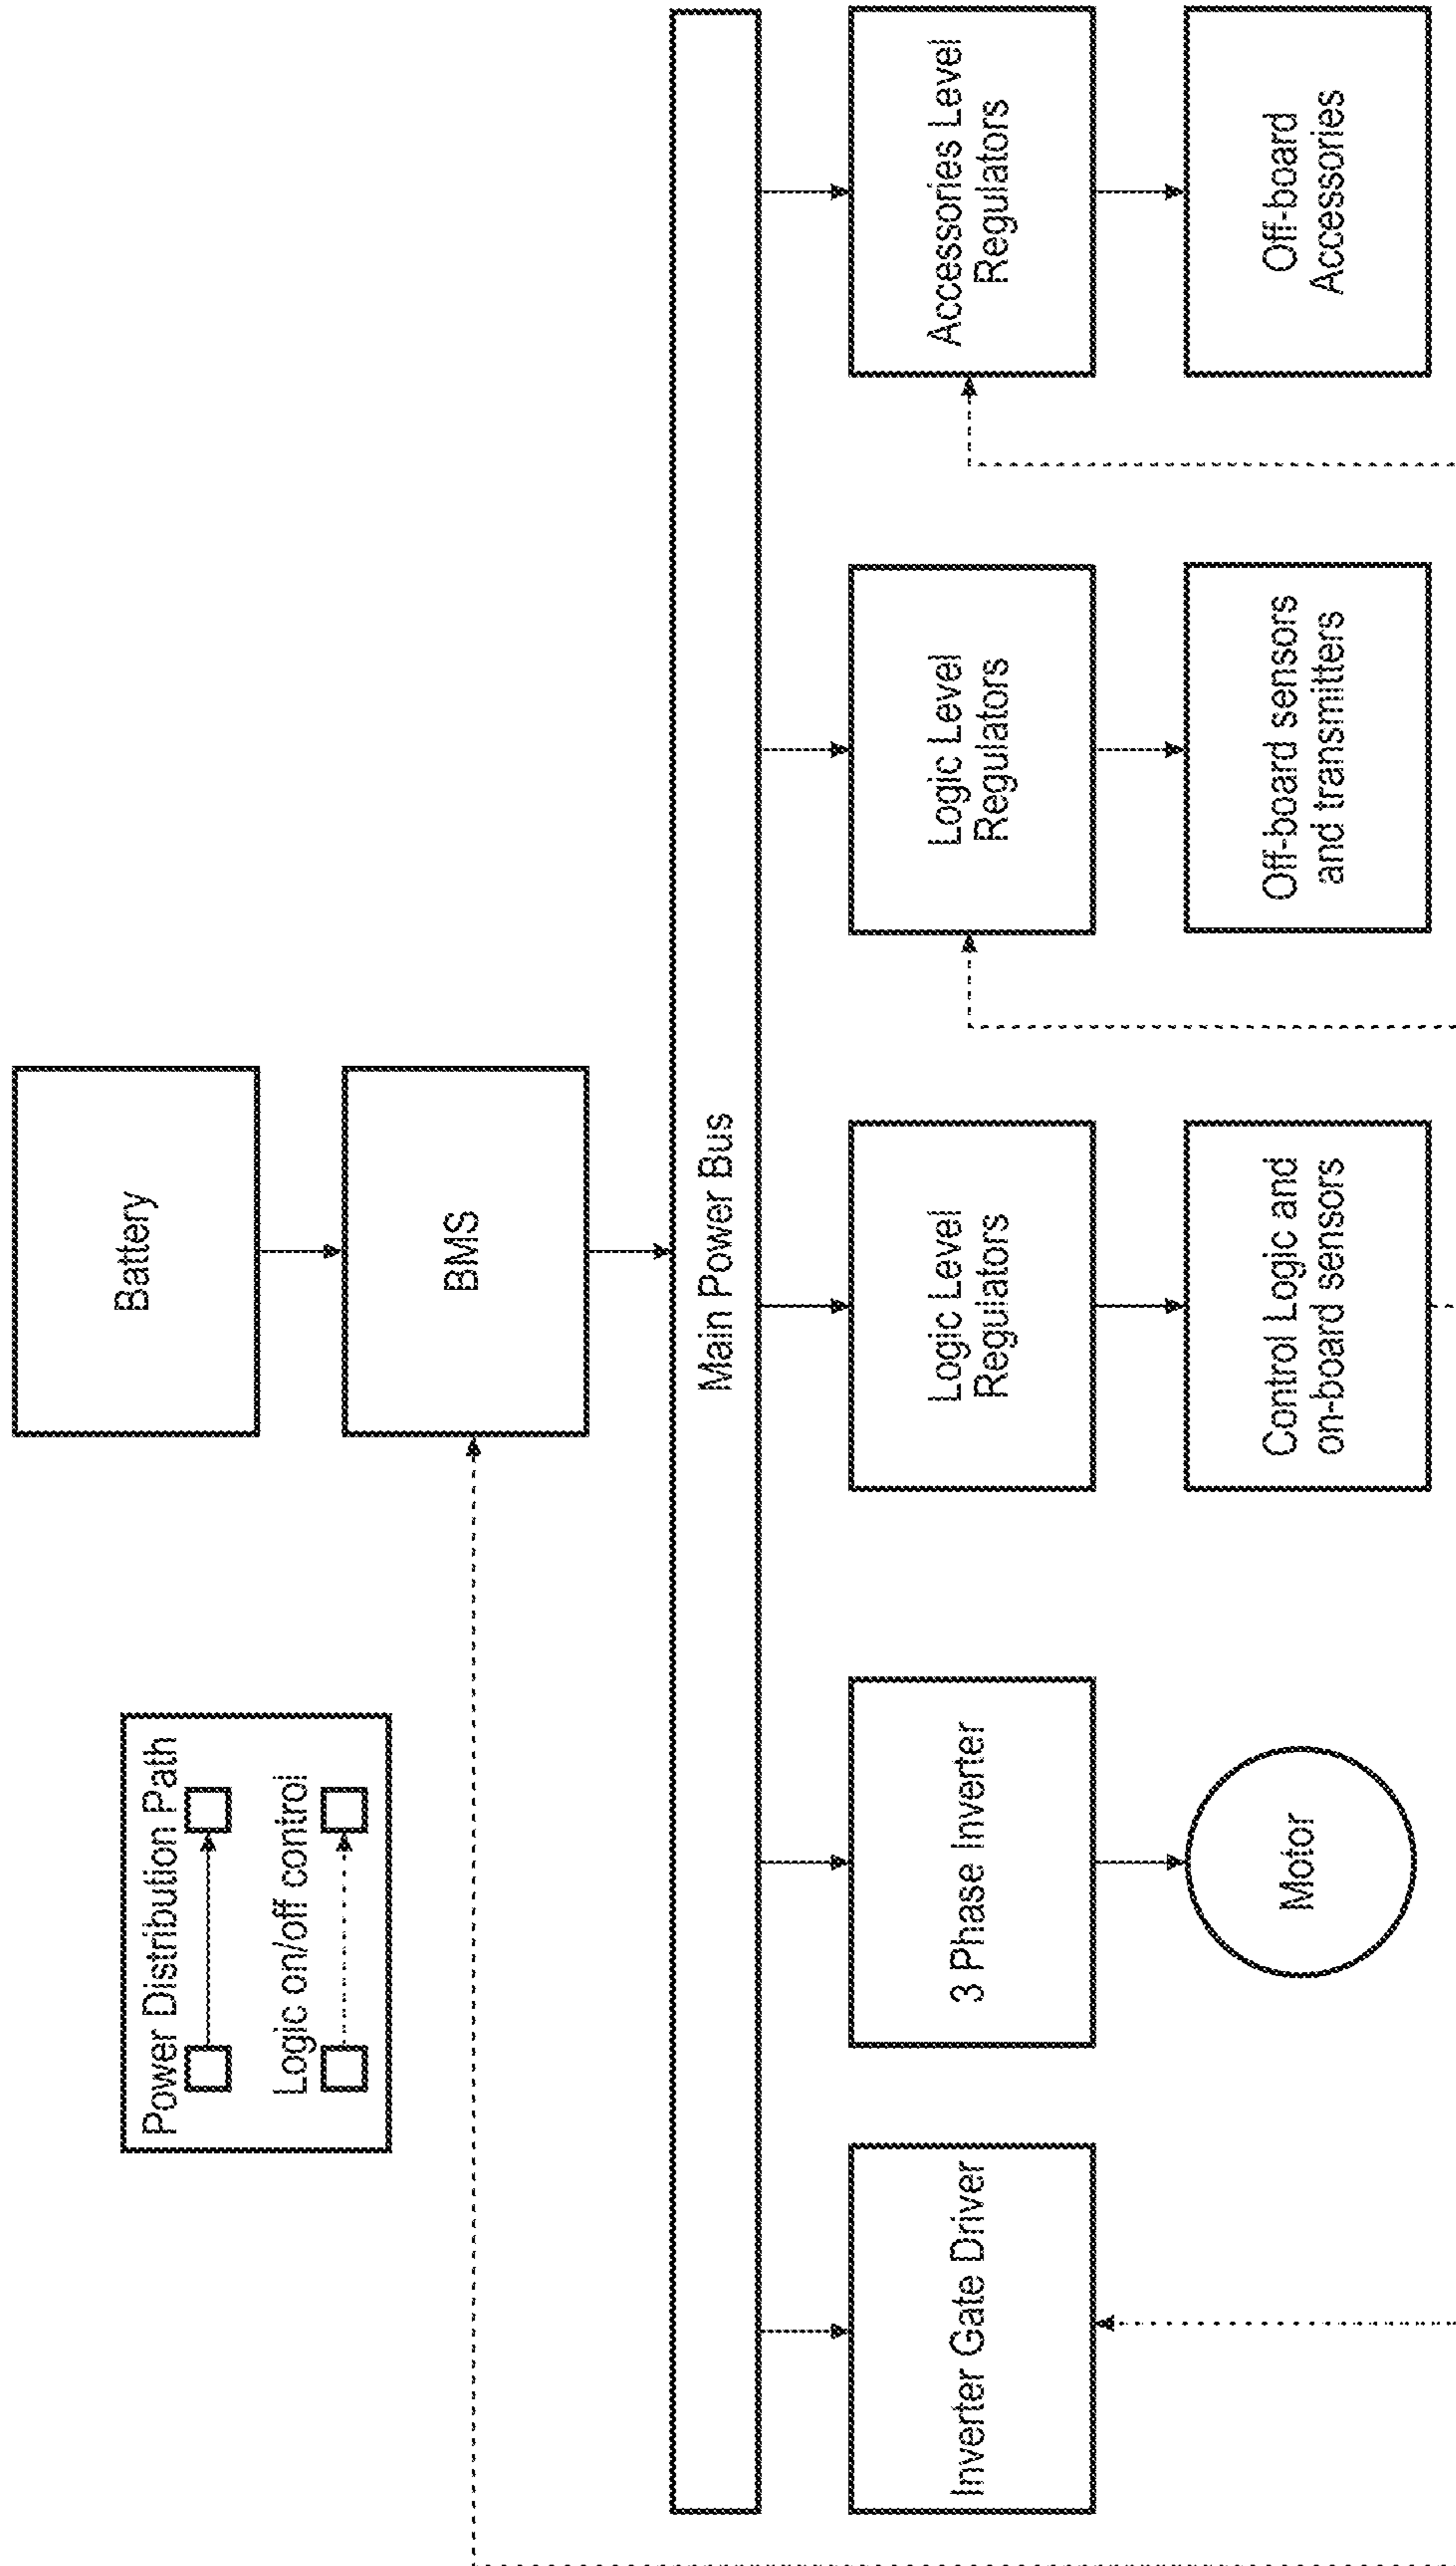 Power Distribution Path
Logic on/off control
Battery
BMS
Main Power Bus
Inverter Gate Driver
3 Phase Inverter
Logic Level
Regulators
Logic Level
Regulators
Accessories Level
Regulators
Motor
Control Logic and
on-board sensors
Off-board sensors
and transmitters
Off-board
Accessories